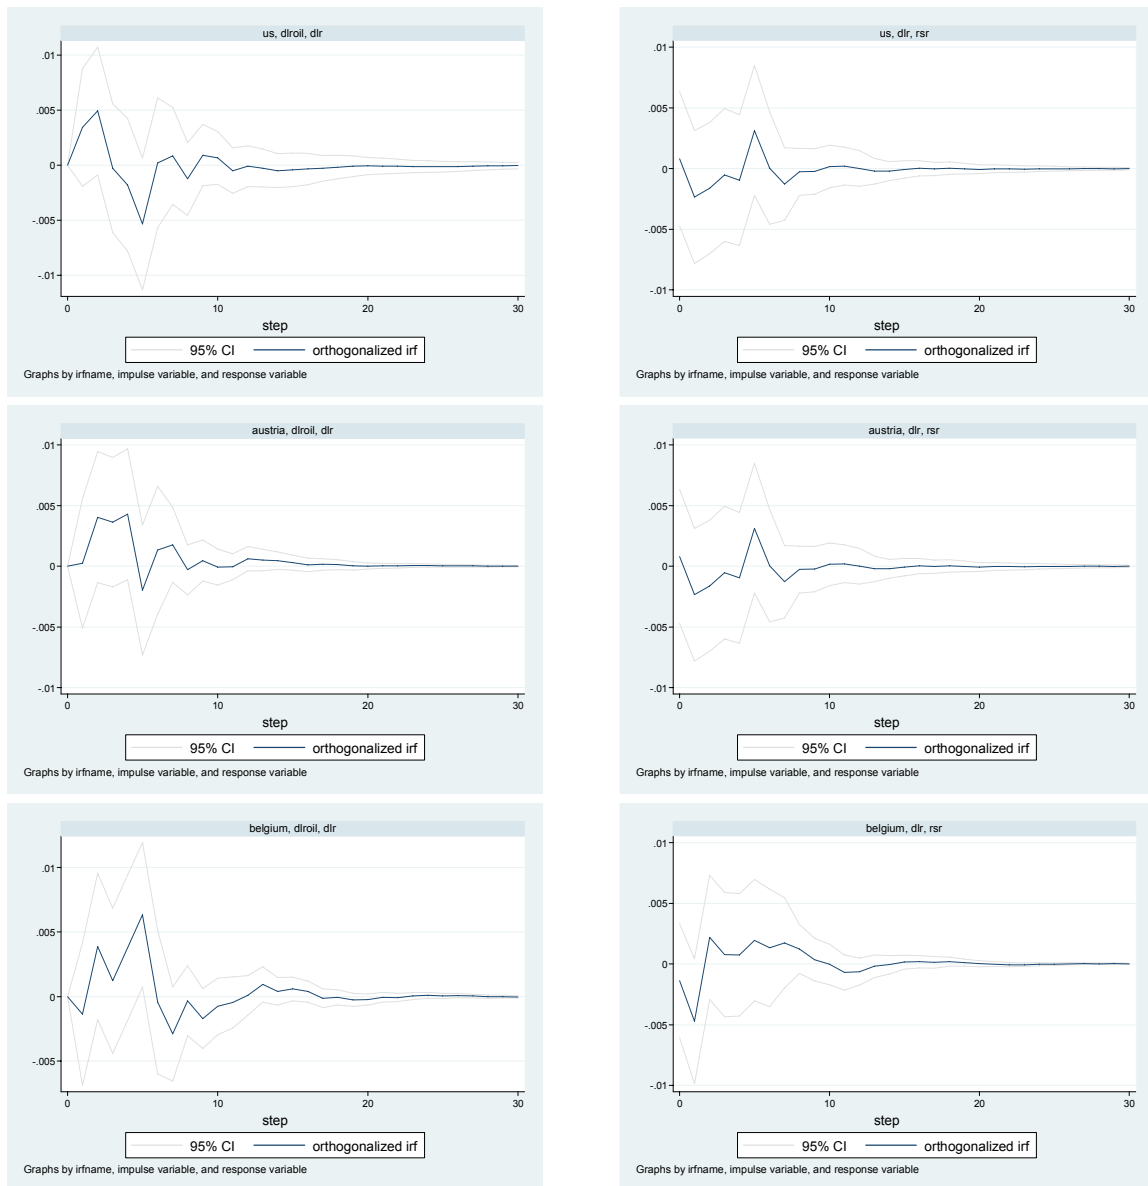 us, dlroil, dlr
.01
.005
0
-.005
-.01
0 10 20 30
step
95% CI orthogonalized irf
Graphs by irfname, impulse variable, and response variable
us, dlr, rsr
.01
.005
0
-.005
-.01
0 10 20 30
step
95% CI orthogonalized irf
Graphs by irfname, impulse variable, and response variable
austria, dlroil, dlr
.01
.005
0
-.005
-.01
0 10 20 30
step
95% CI orthogonalized irf
Graphs by irfname, impulse variable, and response variable
austria, dlr, rsr
.01
.005
0
-.005
-.01
0 10 20 30
step
95% CI orthogonalized irf
Graphs by irfname, impulse variable, and response variable
belgium, dlroil, dlr
.01
.005
0
-.005
0 10 20 30
step
95% CI orthogonalized irf
Graphs by irfname, impulse variable, and response variable
belgium, dlr, rsr
.01
.005
0
-.005
-.01
0 10 20 30
step
95% CI orthogonalized irf
Graphs by irfname, impulse variable, and response variable